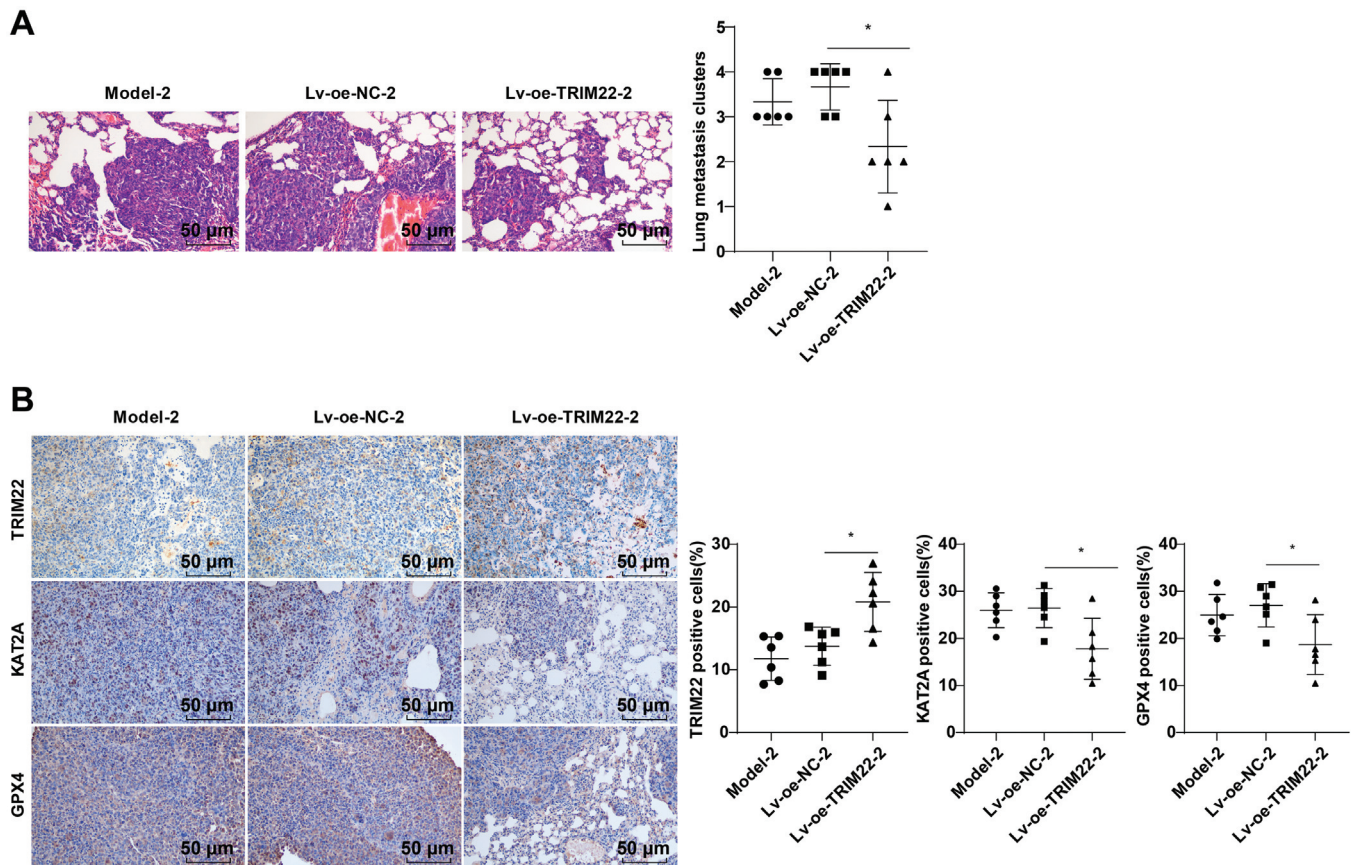 A
Model-2
Lv-oe-NC-2
Lv-oe-TRIM22-2
50 µm
50 µm
50 µm
Lung metastasis clusters
5
4
3
2
1
0
*
Model-2
Lv-oe-NC-2
Lv-oe-TRIM22-2
B
Model-2
Lv-oe-NC-2
Lv-oe-TRIM22-2
TRIM22
50 µm
50 µm
50 µm
KAT2A
50 µm
50 µm
50 µm
GPX4
50 µm
50 µm
50 µm
TRIM22 positive cells(%)
30
20
10
0
*
Model-2
Lv-oe-NC-2
Lv-oe-TRIM22-2
KAT2A positive cells(%)
40
30
20
10
0
*
Model-2
Lv-oe-NC-2
Lv-oe-TRIM22-2
GPX4 positive cells(%)
40
30
20
10
0
*
Model-2
Lv-oe-NC-2
Lv-oe-TRIM22-2